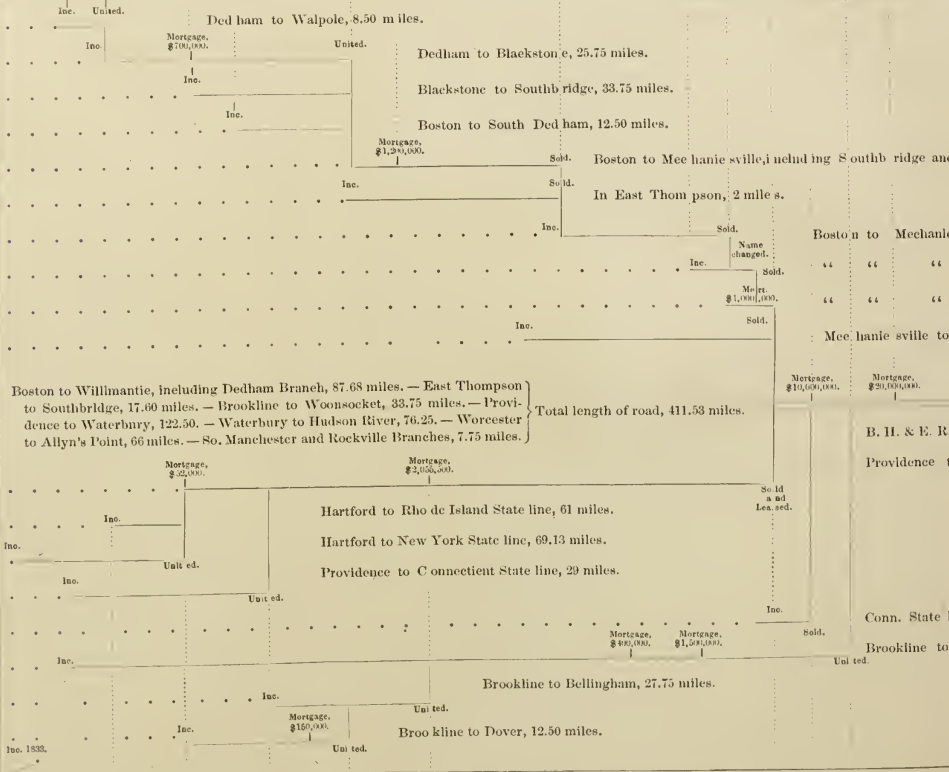 Inc. United.
Ded ham to Walpole, 8.50 miles.
Inc.
Mortgage,
$700,000.
United.
Dedham to Blackstone, 25.75 miles.
Inc.
Blackstone to Southbridge, 33.75 miles.
Inc.
Boston to South Dedham, 12.50 miles.
Mortgage,
Sold.
Boston to Mechanicsville, including Southbridge and
Inc.
Sold.
In East Thompson, 2 miles.
Inc.
Sold.
Boston to Mechanic
Name
changed.
Inc.
Sold.
“ “ “
Mort.
$1,000,000.
“ “ “
Inc.
Sold.
Mechanicsville to
Mortgage,
$10,000,000.
Mortgage,
$20,000,000.
Boston to Willimantic, including Dedham Branch, 87.68 miles. — East Thompson
to Southbridge, 17.60 miles. — Brookline to Woonsocket, 33.75 miles. — Provi-
dence to Waterbury, 122.50. — Waterbury to Hudson River, 76.25. — Worcester
to Allyn's Point, 66 miles. — So. Manchester and Rockville Branches, 7.75 miles.
Total length of road, 411.53 miles.
B. H. & E. R.
Providence t
Mortgage,
Mortgage,
Sold
and
Leased.
Hartford to Rhode Island State line, 61 miles.
Inc.
Hartford to New York State line, 69.13 miles.
Inc.
United.
Providence to Connecticut State line, 29 miles.
Inc.
United.
Inc.
Conn. State
Sold.
Mortgage,
Mortgage,
$1,500,000.
Brookline to
Inc.
United.
Brookline to Bellingham, 27.75 miles.
Inc.
United.
Mortgage,
$150,000.
Inc.
Brookline to Dover, 12.50 miles.
Inc. 1833.
United.